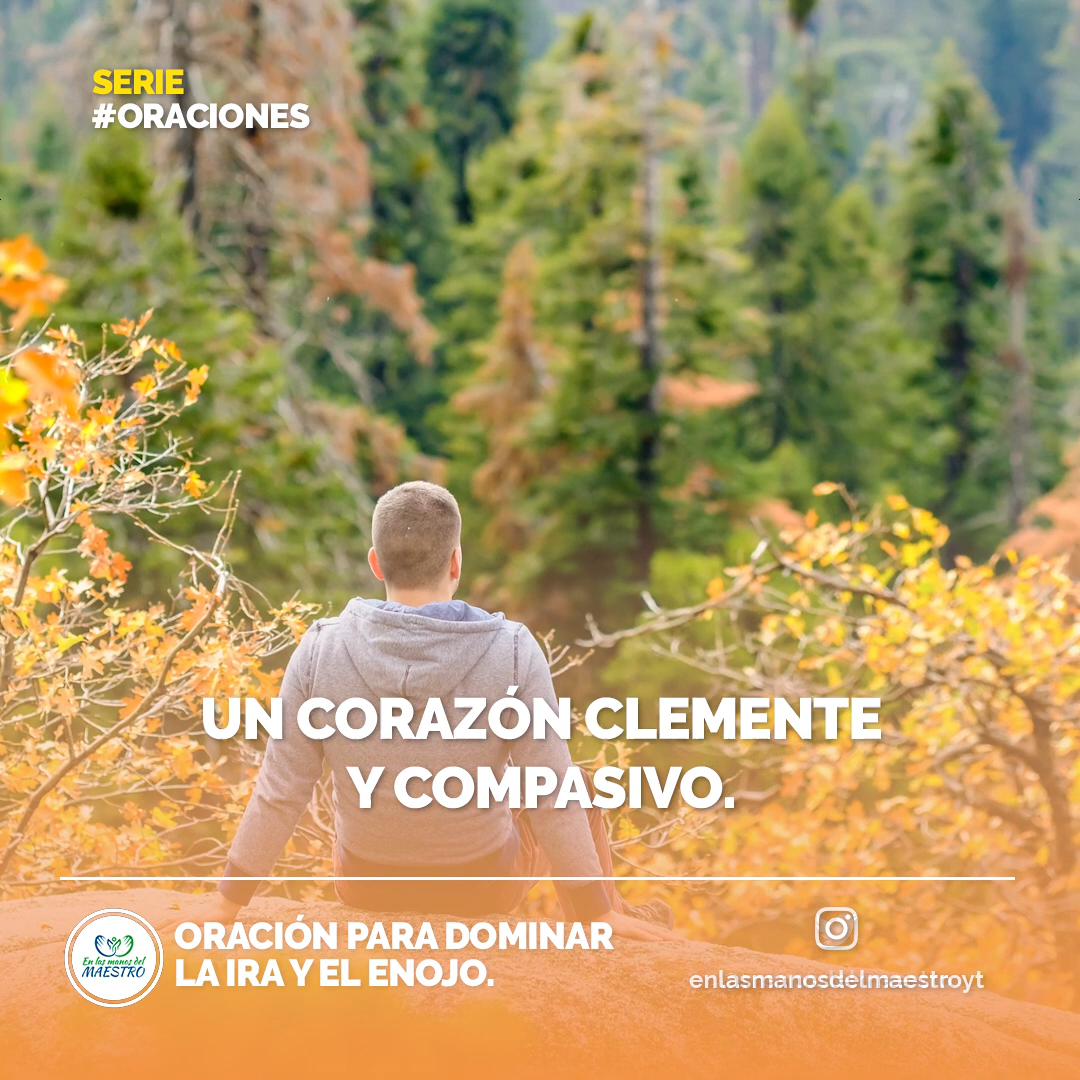 SERIE
#ORACIONES
UN CORAZÓN CLEMENTE
Y COMPASIVO.
En las manos del
MAESTRO
ORACIÓN PARA DOMINAR
LA IRA Y EL ENOJO.
enlasmanosdelmaestroyt